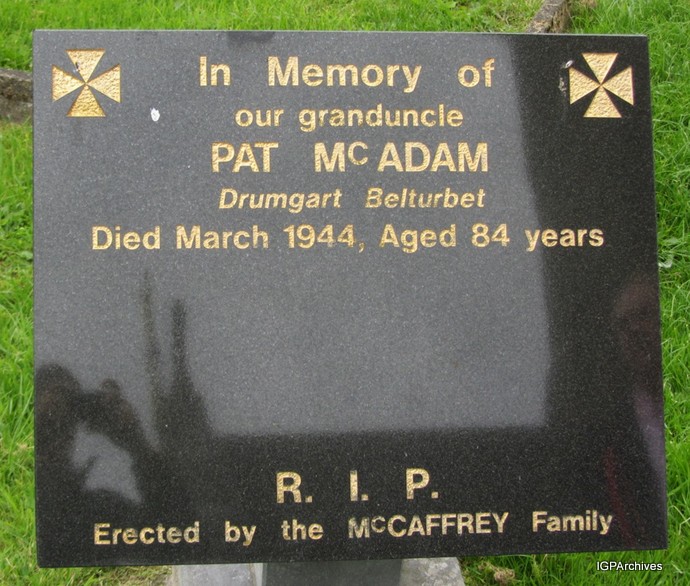 In Memory of
our granduncle
PAT McADAM
Drumgart Belturbet
Died March 1944, Aged 84 years
R. I. P.
Erected by the McCAFFREY Family
IGPArchives